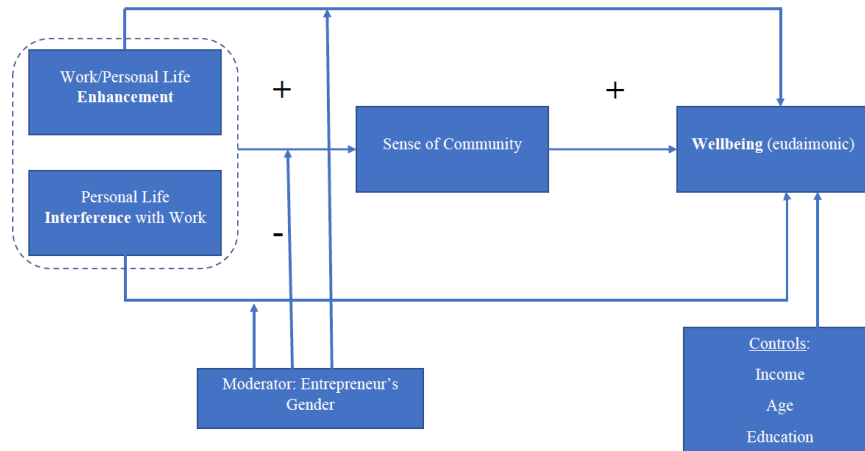 Work/Personal Life
Enhancement
+
+
Sense of Community
Wellbeing (eudaimonic)
Personal Life
Interference with Work
-
Moderator: Entrepreneur's
Gender
Controls:
Income
Age
Education